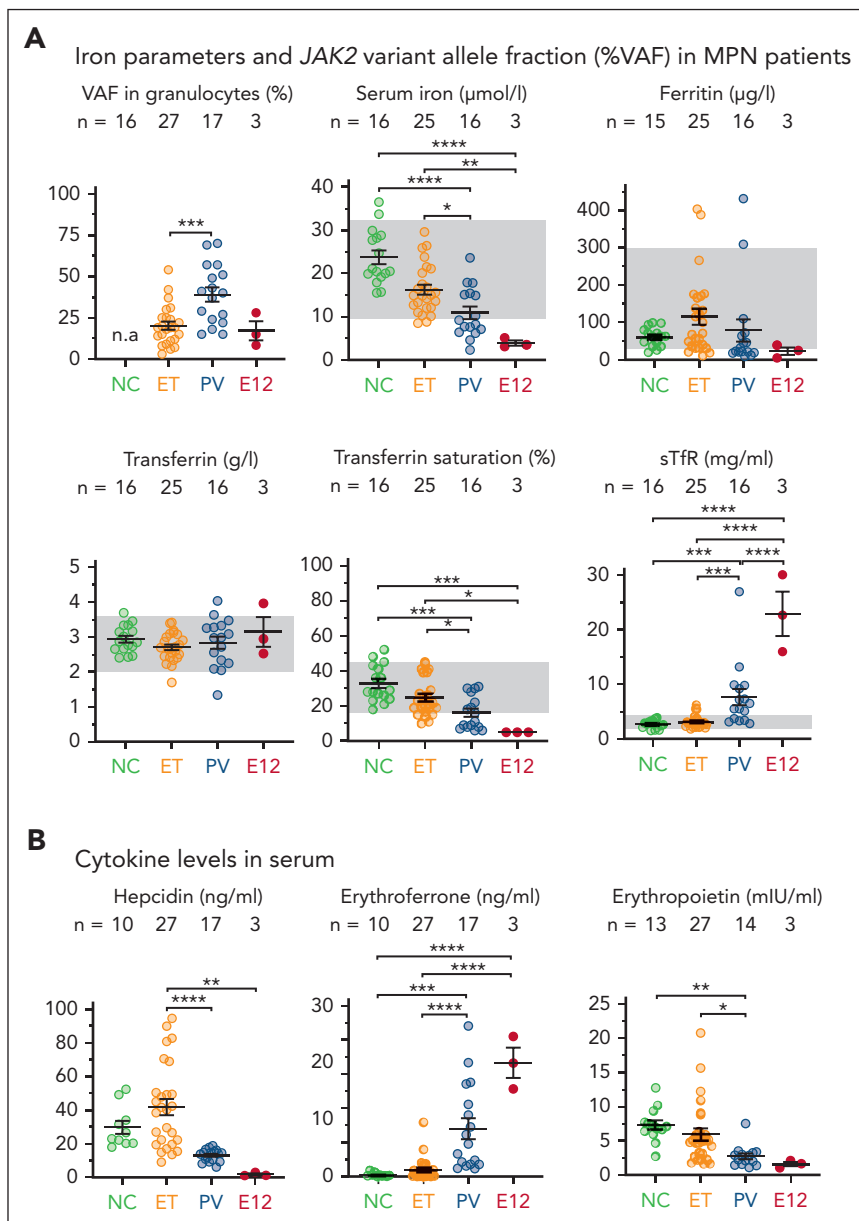 A
Iron parameters and JAK2 variant allele fraction (%VAF) in MPN patients
VAF in granulocytes (%)
n = 16 27 17 3
100
75
50
25
0
***
n.a
NC ET PV E12
Serum iron (μmol/l)
n = 16 25 16 3
****
**
****
*
40
30
20
10
0
NC ET PV E12
Ferritin (μg/l)
n = 15 25 16 3
400
300
200
100
0
NC ET PV E12
Transferrin (g/l)
n = 16 25 16 3
5
4
3
2
1
0
NC ET PV E12
Transferrin saturation (%)
n = 16 25 16 3
***
*
***
*
100
80
60
40
20
0
NC ET PV E12
sTfR (mg/ml)
n = 16 25 16 3
****
****
*** ****
***
30
20
10
5
0
NC ET PV E12
B
Cytokine levels in serum
Hepcidin (ng/ml)
n = 10 27 17 3
**
****
100
80
60
40
20
0
NC ET PV E12
Erythroferrone (ng/ml)
n = 10 27 17 3
****
****
***
****
30
20
10
0
NC ET PV E12
Erythropoietin (mIU/ml)
n = 13 27 14 3
**
*
25
20
15
10
5
0
NC ET PV E12